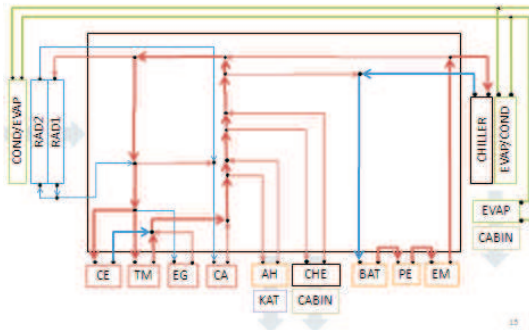 COND/EVAP
RAD2
RAD1
CHILLER
EVAP/COND
EVAP
CABIN
CE
TM
EG
CA
AH
CHE
BAT
PE
EM
KAT
CABIN
15